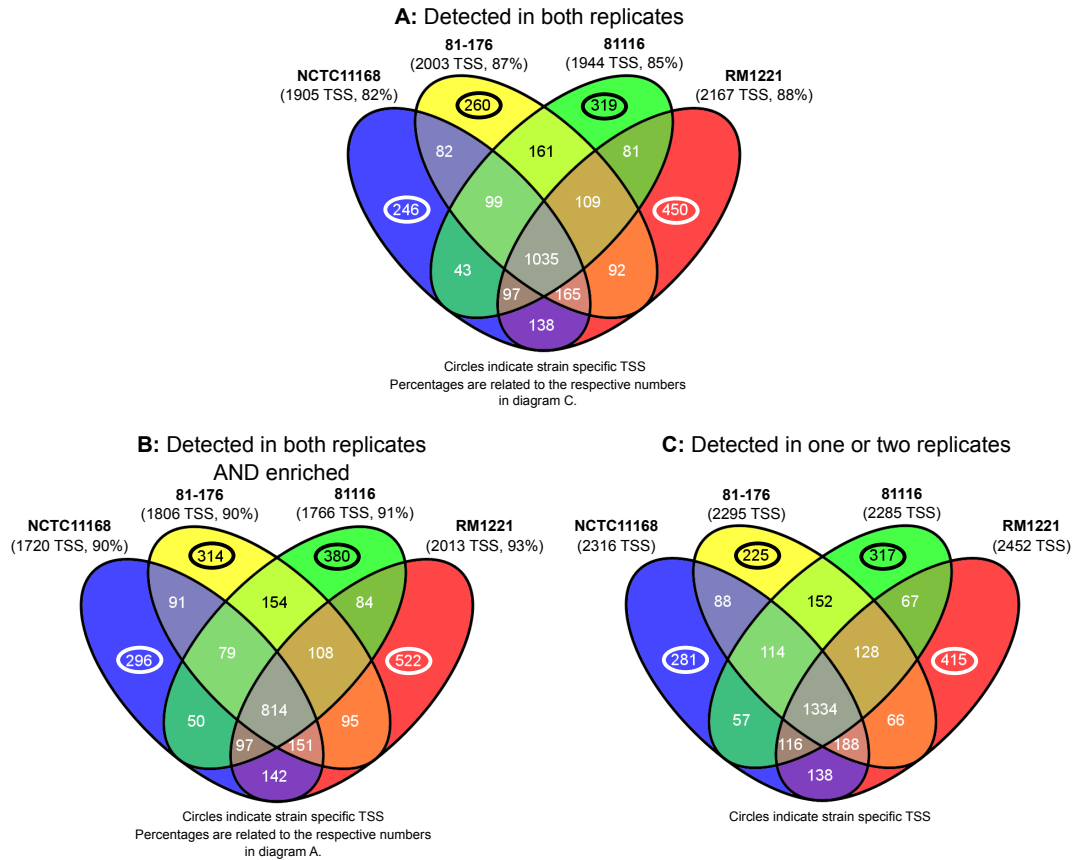 A: Detected in both replicates
81-176
(2003 TSS, 87%)
81116
(1944 TSS, 85%)
NCTC11168
(1905 TSS, 82%)
RM1221
(2167 TSS, 88%)
260
319
82
161
81
246
99
109
450
1035
43
92
97
165
138
Circles indicate strain specific TSS
Percentages are related to the respective numbers
in diagram C.
B: Detected in both replicates
AND enriched
81-176
(1806 TSS, 90%)
81116
(1766 TSS, 91%)
NCTC11168
(1720 TSS, 90%)
RM1221
(2013 TSS, 93%)
314
380
91
154
84
296
79
108
522
814
50
95
97
151
142
Circles indicate strain specific TSS
Percentages are related to the respective numbers
in diagram A.
C: Detected in one or two replicates
81-176
(2295 TSS)
81116
(2285 TSS)
NCTC11168
(2316 TSS)
RM1221
(2452 TSS)
225
317
88
152
67
281
114
128
415
1334
57
66
116
188
138
Circles indicate strain specific TSS